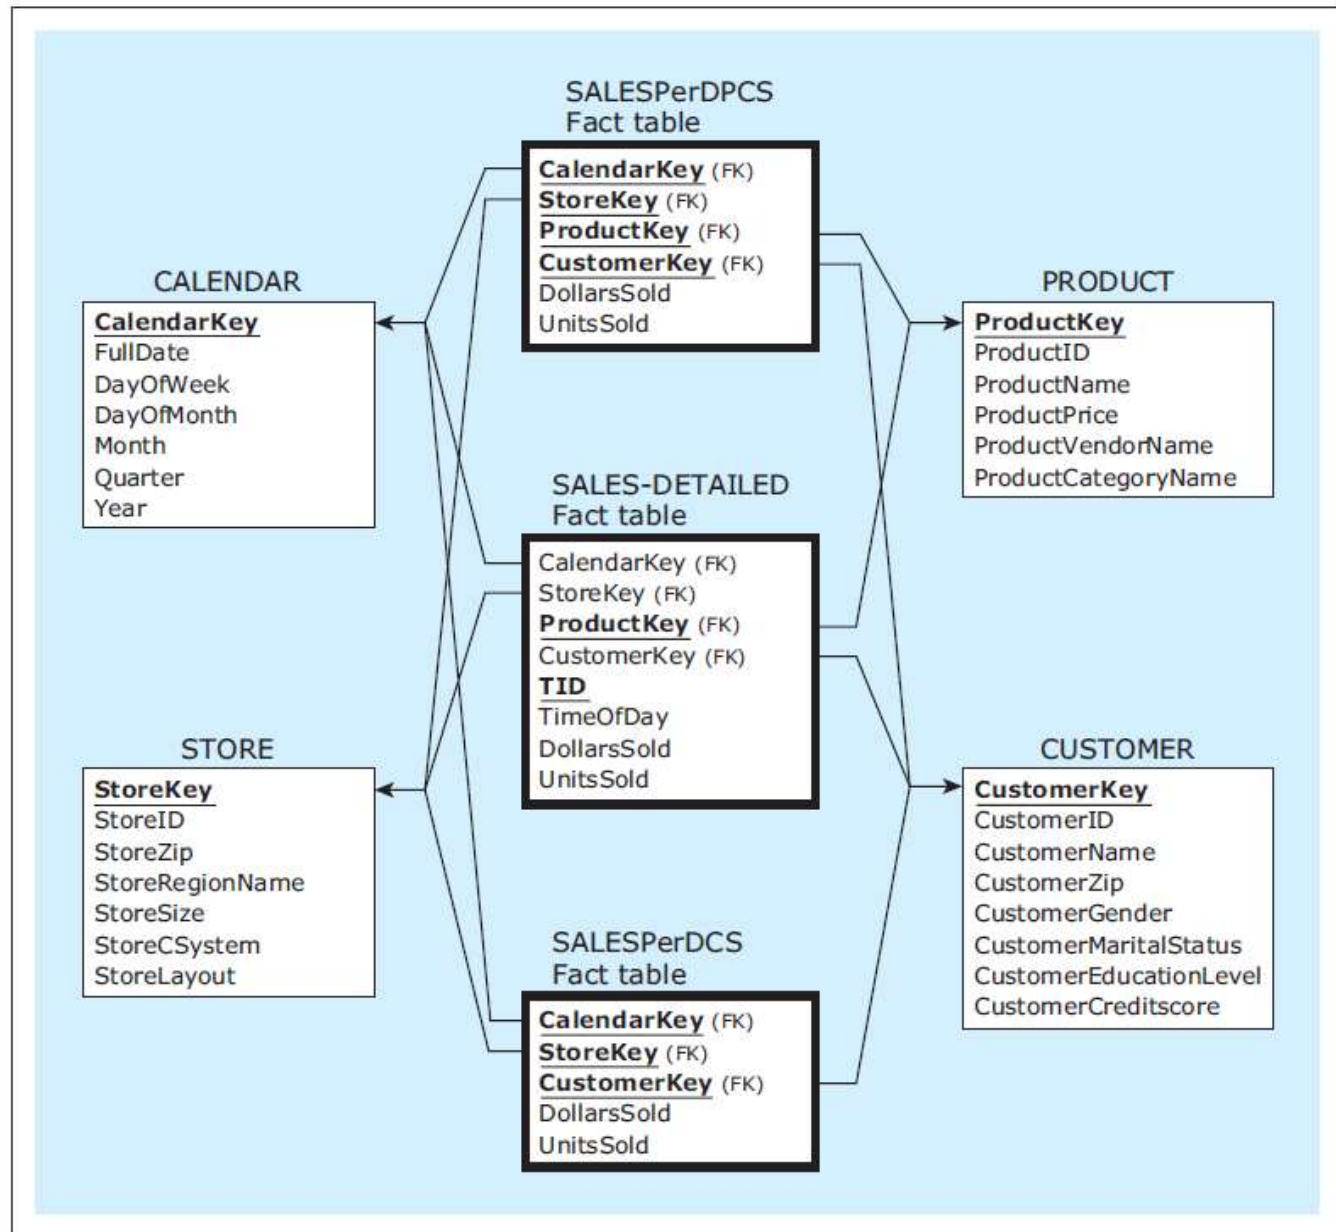 SALESPerDPCS
Fact table
CalendarKey (FK)
StoreKey (FK)
ProductKey (FK)
CustomerKey (FK)
DollarsSold
UnitsSold
CALENDAR
CalendarKey
FullDate
DayOfWeek
DayOfMonth
Month
Quarter
Year
PRODUCT
ProductKey
ProductID
ProductName
ProductPrice
ProductVendorName
ProductCategoryName
SALES-DETAILED
Fact table
CalendarKey (FK)
StoreKey (FK)
ProductKey (FK)
CustomerKey (FK)
TID
TimeOfDay
DollarsSold
UnitsSold
STORE
StoreKey
StoreID
StoreZip
StoreRegionName
StoreSize
StoreCSystem
StoreLayout
CUSTOMER
CustomerKey
CustomerID
CustomerName
CustomerZip
CustomerGender
CustomerMaritalStatus
CustomerEducationLevel
CustomerCreditscore
SALESPerDCS
Fact table
CalendarKey (FK)
StoreKey (FK)
CustomerKey (FK)
DollarsSold
UnitsSold